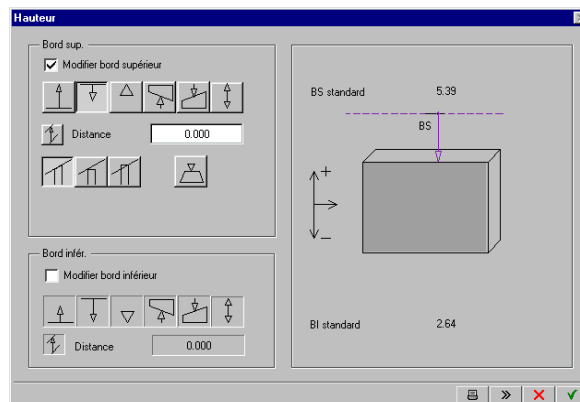 Hauteur
Bord sup.
Modifier bord supérieur
Distance
0.000
Bord infér.
Modifier bord inférieur
Distance
0.000
BS standard 5.39
BS
+
–
BI standard 2.64